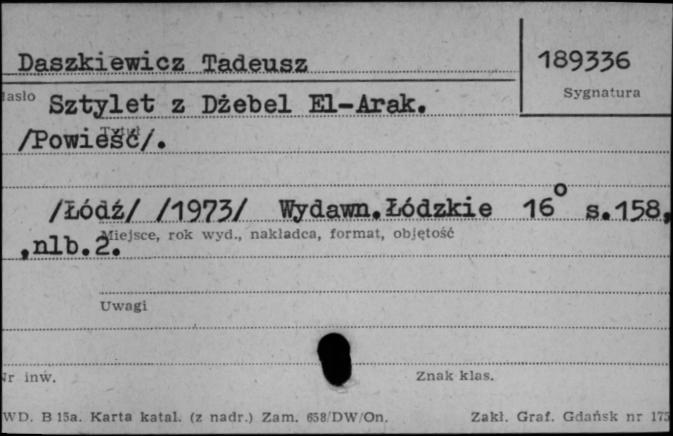 Daszkiewicz Tadeusz
189336
Hasło
Sygnatura
Sztylet z Dżebel El-Arak.
Tytuł
/Powieść/.
/Łódź/ /1973/ Wydawn.Łódzkie 16° s.158,
Miejsce, rok wyd., nakładca, format, objętość
,nlb.2.
Uwagi
Nr inw.
Znak klas.
WD. B 15a. Karta katal. (z nadr.) Zam. 658/DW/On.
Zakł. Graf. Gdańsk nr 175